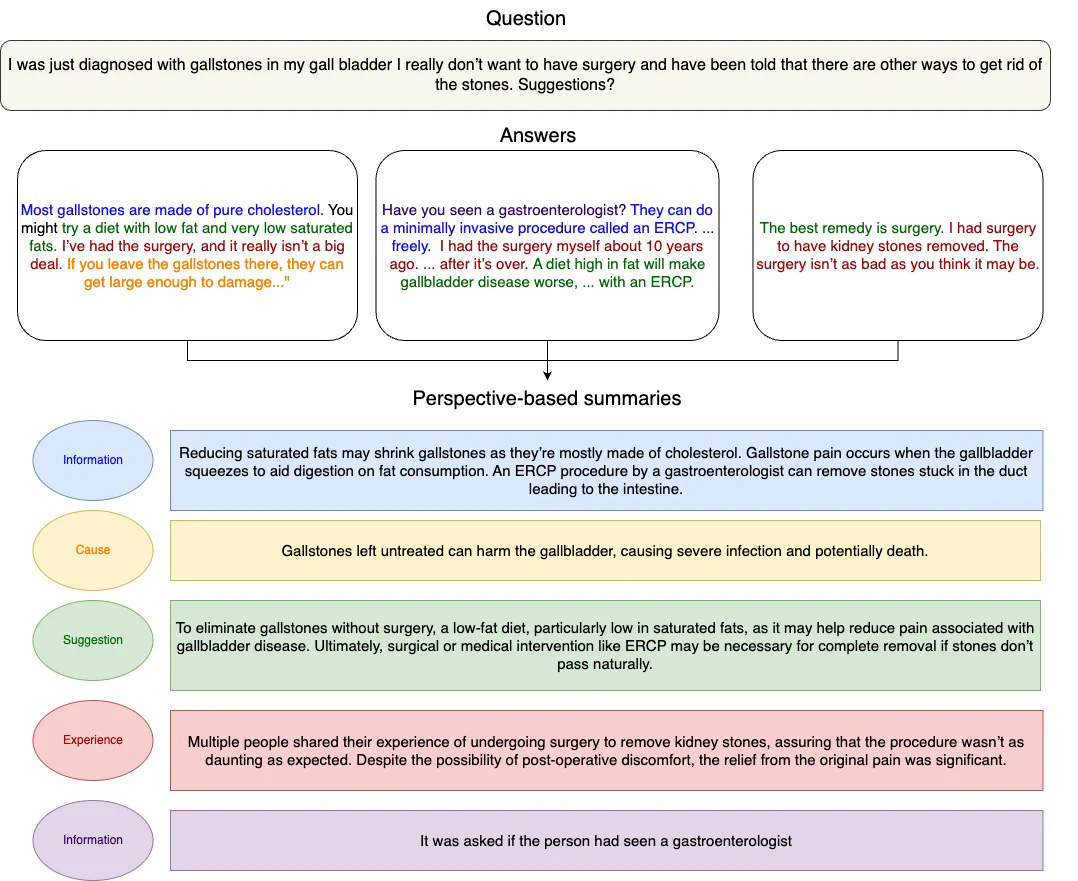 Question
I was just diagnosed with gallstones in my gall bladder I really don't want to have surgery and have been told that there are other ways to get rid of
the stones. Suggestions?
Answers
Most gallstones are made of pure cholesterol. You
might try a diet with low fat and very low saturated
fats. I've had the surgery, and it really isn't a big
deal. If you leave the gallstones there, they can
get large enough to damage..."
Have you seen a gastroenterologist? They can do
a minimally invasive procedure called an ERCP. ...
freely. I had the surgery myself about 10 years
ago. ... after it's over. A diet high in fat will make
gallbladder disease worse, ... with an ERCP.
The best remedy is surgery. I had surgery
to have kidney stones removed. The
surgery isn't as bad as you think it may be.
Perspective-based summaries
Information
Reducing saturated fats may shrink gallstones as they're mostly made of cholesterol. Gallstone pain occurs when the gallbladder
squeezes to aid digestion on fat consumption. An ERCP procedure by a gastroenterologist can remove stones stuck in the duct
leading to the intestine.
Cause
Gallstones left untreated can harm the gallbladder, causing severe infection and potentially death.
Suggestion
To eliminate gallstones without surgery, a low-fat diet, particularly low in saturated fats, as it may help reduce pain associated with
gallbladder disease. Ultimately, surgical or medical intervention like ERCP may be necessary for complete removal if stones don't
pass naturally.
Experience
Multiple people shared their experience of undergoing surgery to remove kidney stones, assuring that the procedure wasn't as
daunting as expected. Despite the possibility of post-operative discomfort, the relief from the original pain was significant.
Information
It was asked if the person had seen a gastroenterologist